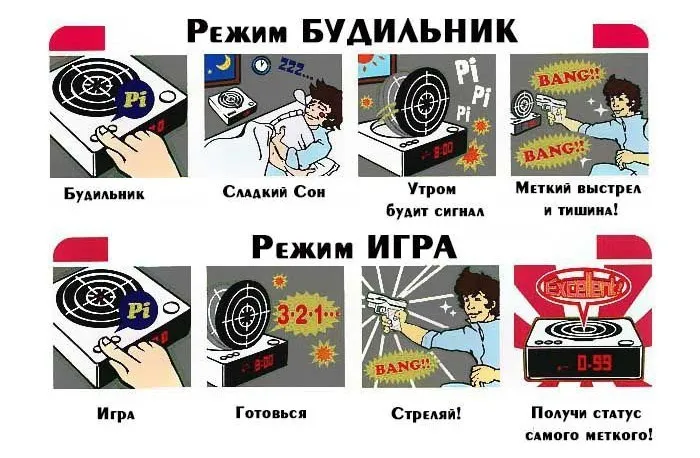 Режим БУДИЛЬНИК
Pi
ZZZ...
Pi
Pi
Pi
8:00
BANG!!
BANG!!
Будильник
Сладкий Сон
Утром
будит сигнал
Меткий выстрел
и тишина!
Режим ИГРА
Pi
3·2·1...
8:00
BANG!!
Excellent!
0-99
Игра
Готовься
Стреляй!
Получи статус
самого меткого!